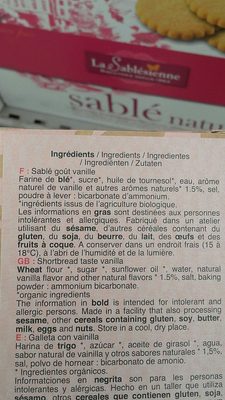 La Sablésienne
sablé natu
Ingrédients / Ingredients / Ingredientes
/ Ingredienten / Zutaten
F : Sablé goût vanille
Farine de blé*, sucre*, huile de tournesol*, eau, arôme
naturel de vanille et autres arômes naturels* 1.5%, sel,
poudre à lever : bicarbonate d'ammonium.
*ingrédients issus de l'agriculture biologique.
Les informations en gras sont destinées aux personnes
intolérantes et allergiques. Fabriqué dans un atelier
utilisant du sésame, d'autres céréales contenant du
gluten, du soja, du beurre, du lait, des œufs et des
fruits à coque. A conserver dans un endroit frais (15 à
18°C), à l'abri de l'humidité et de la lumière.
GB : Shortbread taste vanilla
Wheat flour *, sugar *, sunflower oil *, water, natural
vanilla flavor and other natural flavors * 1.5%, salt, baking
powder : ammonium bicarbonate.
*organic ingredients
The information in bold is intended for intolerant and
allergic persons. Made in a facility that also processing
sesame, other cereals containing gluten, soy, butter,
milk, eggs and nuts. Store in a cool, dry place.
E : Galleta con vainilla
Harina de trigo *, azúcar *, aceite de girasol *, agua,
sabor natural de vainilla y otros sabores naturales * 1.5%,
sal, polvo de hornear : bicarbonato de amonio.
* Ingredientes orgánicos.
Informatciones en negrita son para las personas
intolerantes y alérgicas. Hecho en un taller que utiliza
sésamo, otros cereales que contienen gluten, soja,